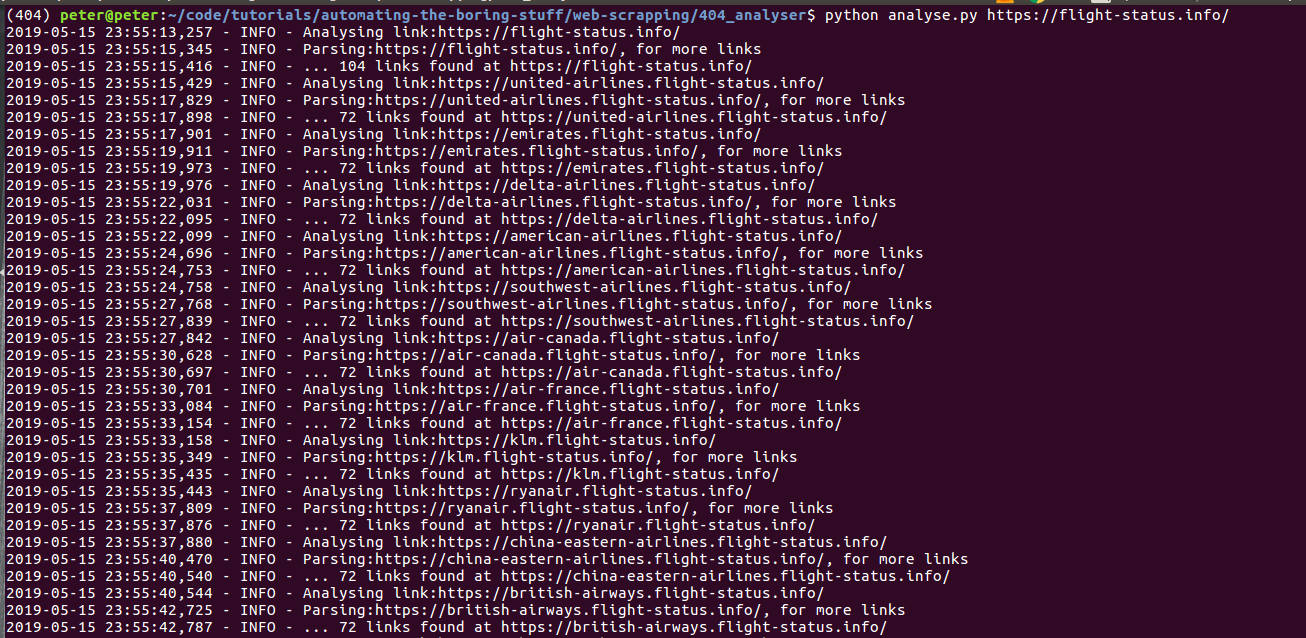 (404) peter@peter:~/code/tutorials/automating-the-boring-stuff/web-scrapping/404_analyser$ python analyse.py https://flight-status.info/
2019-05-15 23:55:13,257 - INFO - Analysing link:https://flight-status.info/
2019-05-15 23:55:15,345 - INFO - Parsing:https://flight-status.info/, for more links
2019-05-15 23:55:15,416 - INFO - ... 104 links found at https://flight-status.info/
2019-05-15 23:55:15,429 - INFO - Analysing link:https://united-airlines.flight-status.info/
2019-05-15 23:55:17,829 - INFO - Parsing:https://united-airlines.flight-status.info/, for more links
2019-05-15 23:55:17,898 - INFO - ... 72 links found at https://united-airlines.flight-status.info/
2019-05-15 23:55:17,901 - INFO - Analysing link:https://emirates.flight-status.info/
2019-05-15 23:55:19,911 - INFO - Parsing:https://emirates.flight-status.info/, for more links
2019-05-15 23:55:19,973 - INFO - ... 72 links found at https://emirates.flight-status.info/
2019-05-15 23:55:19,976 - INFO - Analysing link:https://delta-airlines.flight-status.info/
2019-05-15 23:55:22,031 - INFO - Parsing:https://delta-airlines.flight-status.info/, for more links
2019-05-15 23:55:22,095 - INFO - ... 72 links found at https://delta-airlines.flight-status.info/
2019-05-15 23:55:22,099 - INFO - Analysing link:https://american-airlines.flight-status.info/
2019-05-15 23:55:24,696 - INFO - Parsing:https://american-airlines.flight-status.info/, for more links
2019-05-15 23:55:24,753 - INFO - ... 72 links found at https://american-airlines.flight-status.info/
2019-05-15 23:55:24,758 - INFO - Analysing link:https://southwest-airlines.flight-status.info/
2019-05-15 23:55:27,768 - INFO - Parsing:https://southwest-airlines.flight-status.info/, for more links
2019-05-15 23:55:27,839 - INFO - ... 72 links found at https://southwest-airlines.flight-status.info/
2019-05-15 23:55:27,842 - INFO - Analysing link:https://air-canada.flight-status.info/
2019-05-15 23:55:30,628 - INFO - Parsing:https://air-canada.flight-status.info/, for more links
2019-05-15 23:55:30,697 - INFO - ... 72 links found at https://air-canada.flight-status.info/
2019-05-15 23:55:30,701 - INFO - Analysing link:https://air-france.flight-status.info/
2019-05-15 23:55:33,084 - INFO - Parsing:https://air-france.flight-status.info/, for more links
2019-05-15 23:55:33,154 - INFO - ... 72 links found at https://air-france.flight-status.info/
2019-05-15 23:55:33,158 - INFO - Analysing link:https://klm.flight-status.info/
2019-05-15 23:55:35,349 - INFO - Parsing:https://klm.flight-status.info/, for more links
2019-05-15 23:55:35,435 - INFO - ... 72 links found at https://klm.flight-status.info/
2019-05-15 23:55:35,443 - INFO - Analysing link:https://ryanair.flight-status.info/
2019-05-15 23:55:37,809 - INFO - Parsing:https://ryanair.flight-status.info/, for more links
2019-05-15 23:55:37,876 - INFO - ... 72 links found at https://ryanair.flight-status.info/
2019-05-15 23:55:37,880 - INFO - Analysing link:https://china-eastern-airlines.flight-status.info/
2019-05-15 23:55:40,470 - INFO - Parsing:https://china-eastern-airlines.flight-status.info/, for more links
2019-05-15 23:55:40,540 - INFO - ... 72 links found at https://china-eastern-airlines.flight-status.info/
2019-05-15 23:55:40,544 - INFO - Analysing link:https://british-airways.flight-status.info/
2019-05-15 23:55:42,725 - INFO - Parsing:https://british-airways.flight-status.info/, for more links
2019-05-15 23:55:42,787 - INFO - ... 72 links found at https://british-airways.flight-status.info/